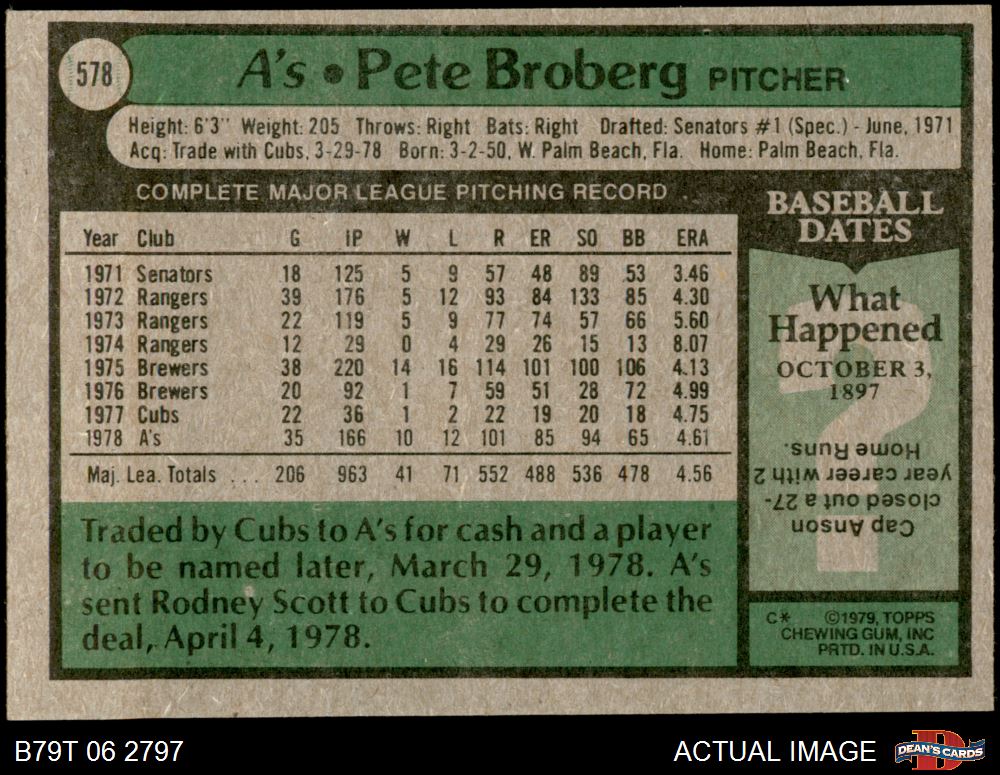 578
A's • Pete Broberg PITCHER
Height: 6'3" Weight: 205 Throws: Right Bats: Right Drafted: Senators #1 (Spec.) - June, 1971
Acq: Trade with Cubs, 3-29-78 Born: 3-2-50, W. Palm Beach, Fla. Home: Palm Beach, Fla.
COMPLETE MAJOR LEAGUE PITCHING RECORD
Year Club G IP W L R ER SO BB ERA
1971 Senators 18 125 5 9 57 48 89 53 3.46
1972 Rangers 39 176 5 12 93 84 133 85 4.30
1973 Rangers 22 119 5 9 77 74 57 66 5.60
1974 Rangers 12 29 0 4 29 26 15 13 8.07
1975 Brewers 38 220 14 16 114 101 100 106 4.13
1976 Brewers 20 92 1 7 59 51 28 72 4.99
1977 Cubs 22 36 1 2 22 19 20 18 4.75
1978 A's 35 166 10 12 101 85 94 65 4.61
Maj. Lea. Totals . . . 206 963 41 71 552 488 536 478 4.56
Traded by Cubs to A's for cash and a player
to be named later, March 29, 1978. A's
sent Rodney Scott to Cubs to complete the
deal, April 4, 1978.
BASEBALL
DATES
What
Happened
OCTOBER 3,
1897
?
Cap Anson
closed out a 27-
year career with 2
Home Runs.
C* ©1979, TOPPS
CHEWING GUM, INC
PRTD. IN U.S.A.
B79T 06 2797
ACTUAL IMAGE
D
DEAN'S CARDS